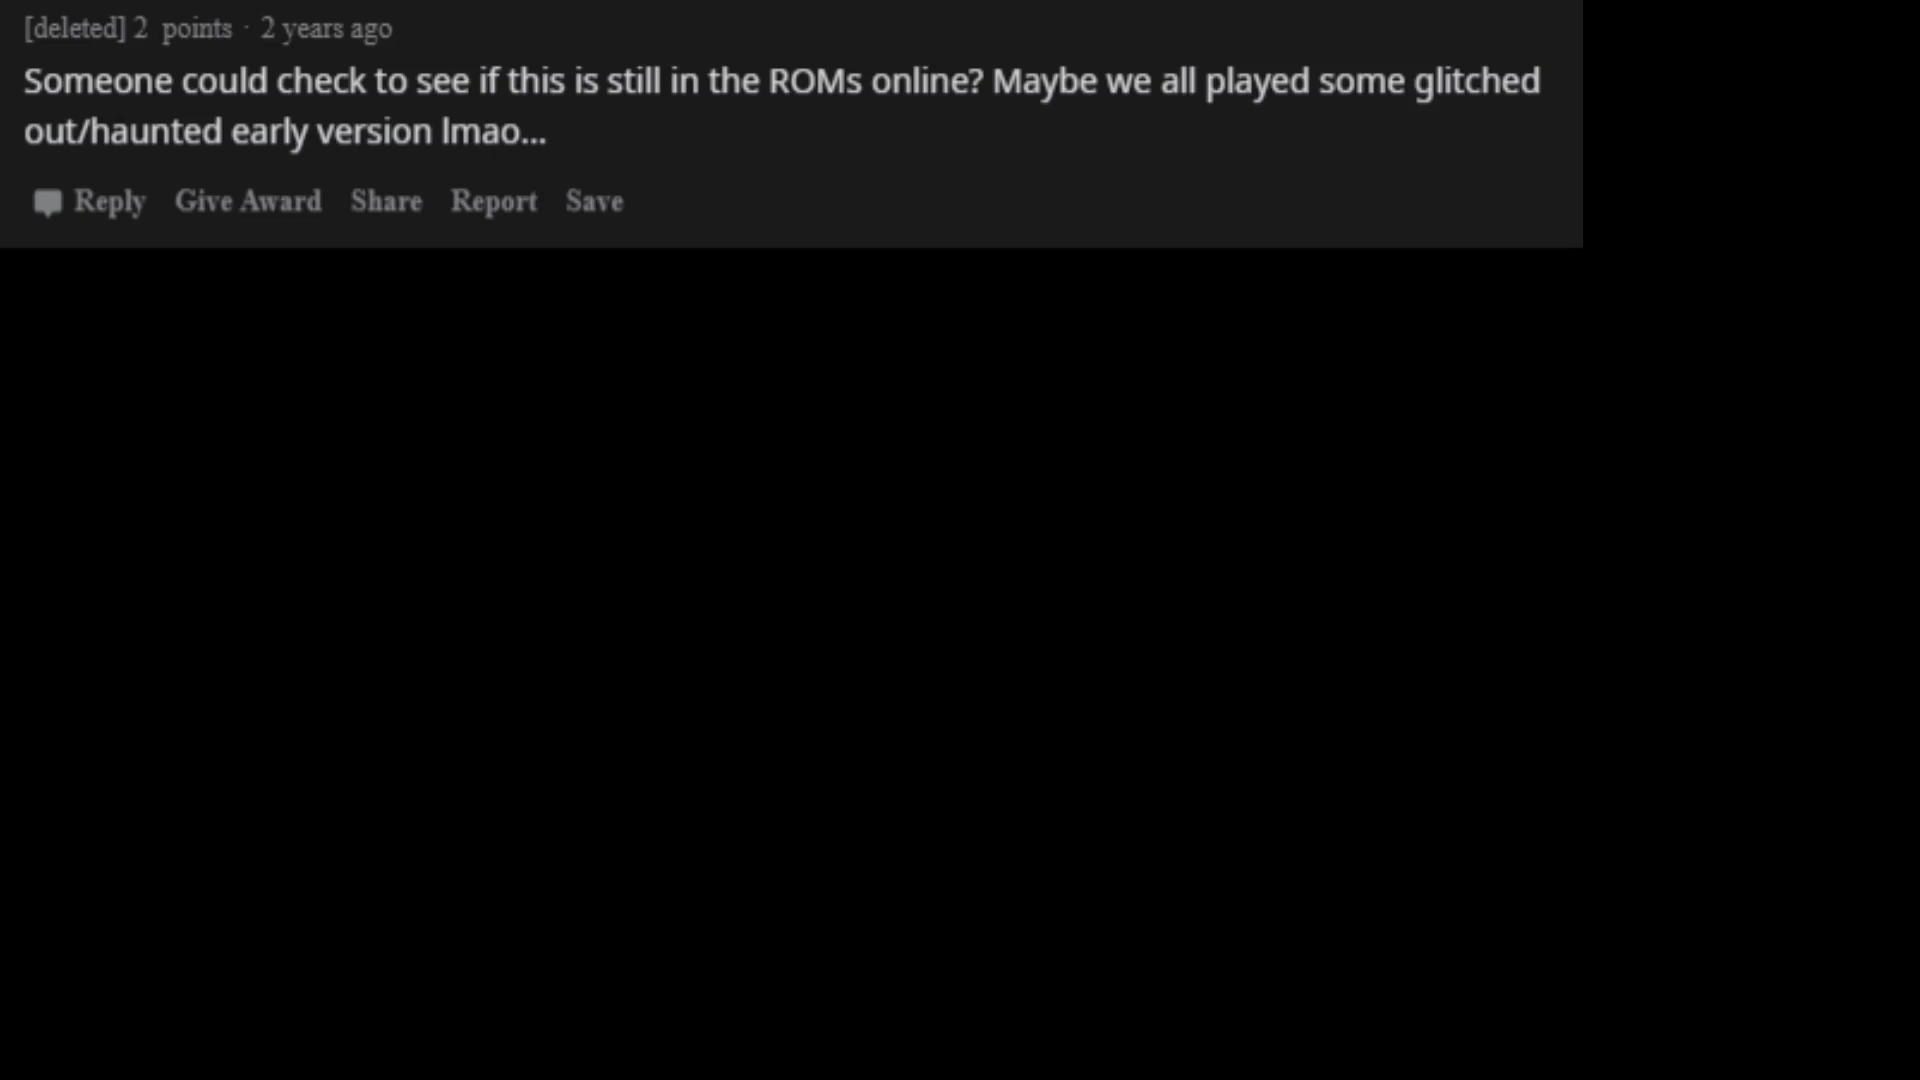 [deleted] 2 points · 2 years ago
Someone could check to see if this is still in the ROMs online? Maybe we all played some glitched
out/haunted early version lmao...
Reply Give Award Share Report Save